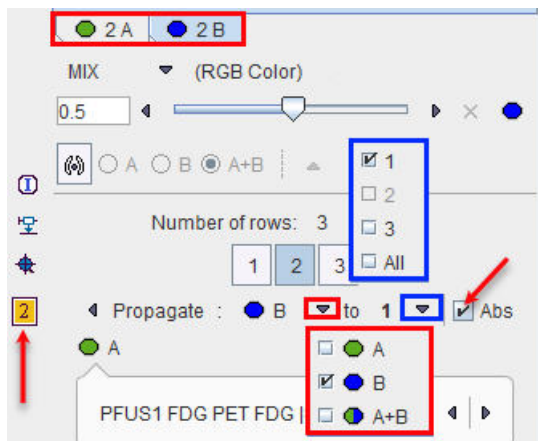 2 A 2 B
MIX (RGB Color)
0.5
A B A+B
1
2
3
All
Number of rows: 3
1 2 3
2 Propagate : B to 1 Abs
A
A
B
A+B
PFUS1 FDG PET FDG